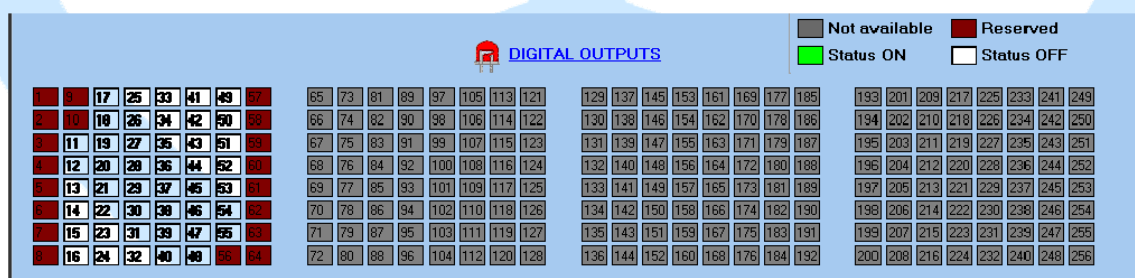 Not available Reserved
DIGITAL OUTPUTS
Status ON Status OFF
1 9 17 25 33 41 49 57 65 73 81 89 97 105 113 121 129 137 145 153 161 169 177 185 193 201 209 217 225 233 241 249
2 10 18 26 34 42 50 58 66 74 82 90 98 106 114 122 130 138 146 154 162 170 178 186 194 202 210 218 226 234 242 250
3 11 19 27 35 43 51 59 67 75 83 91 99 107 115 123 131 139 147 155 163 171 179 187 195 203 211 219 227 235 243 251
4 12 20 28 36 44 52 60 68 76 84 92 100 108 116 124 132 140 148 156 164 172 180 188 196 204 212 220 228 236 244 252
5 13 21 29 37 45 53 61 69 77 85 93 101 109 117 125 133 141 149 157 165 173 181 189 197 205 213 221 229 237 245 253
6 14 22 30 38 46 54 62 70 78 86 94 102 110 118 126 134 142 150 158 166 174 182 190 198 206 214 222 230 238 246 254
7 15 23 31 39 47 55 63 71 79 87 95 103 111 119 127 135 143 151 159 167 175 183 191 199 207 215 223 231 239 247 255
8 16 24 32 40 48 56 64 72 80 88 96 104 112 120 128 136 144 152 160 168 176 184 192 200 208 216 224 232 240 248 256